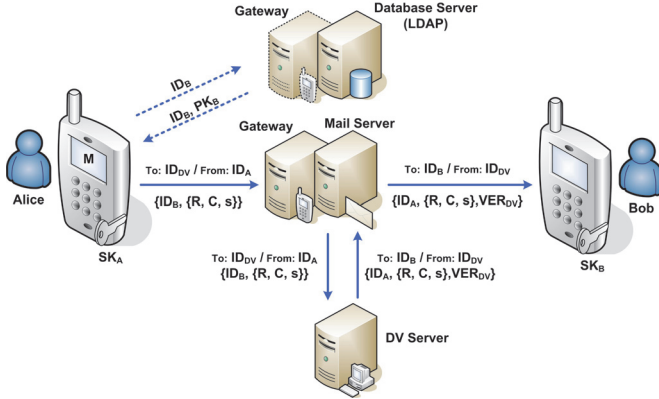 Gateway
Database Server
(LDAP)
ID_B
ID_B, PK_B
Gateway
Mail Server
M
Alice
To: ID_DV / From: ID_A
{ID_B, {R, C, s}}
To: ID_B / From: ID_DV
{ID_A, {R, C, s},VER_DV}
Bob
SK_A
SK_B
To: ID_DV / From: ID_A
{ID_B, {R, C, s}}
To: ID_B / From: ID_DV
{ID_A, {R, C, s},VER_DV}
DV Server